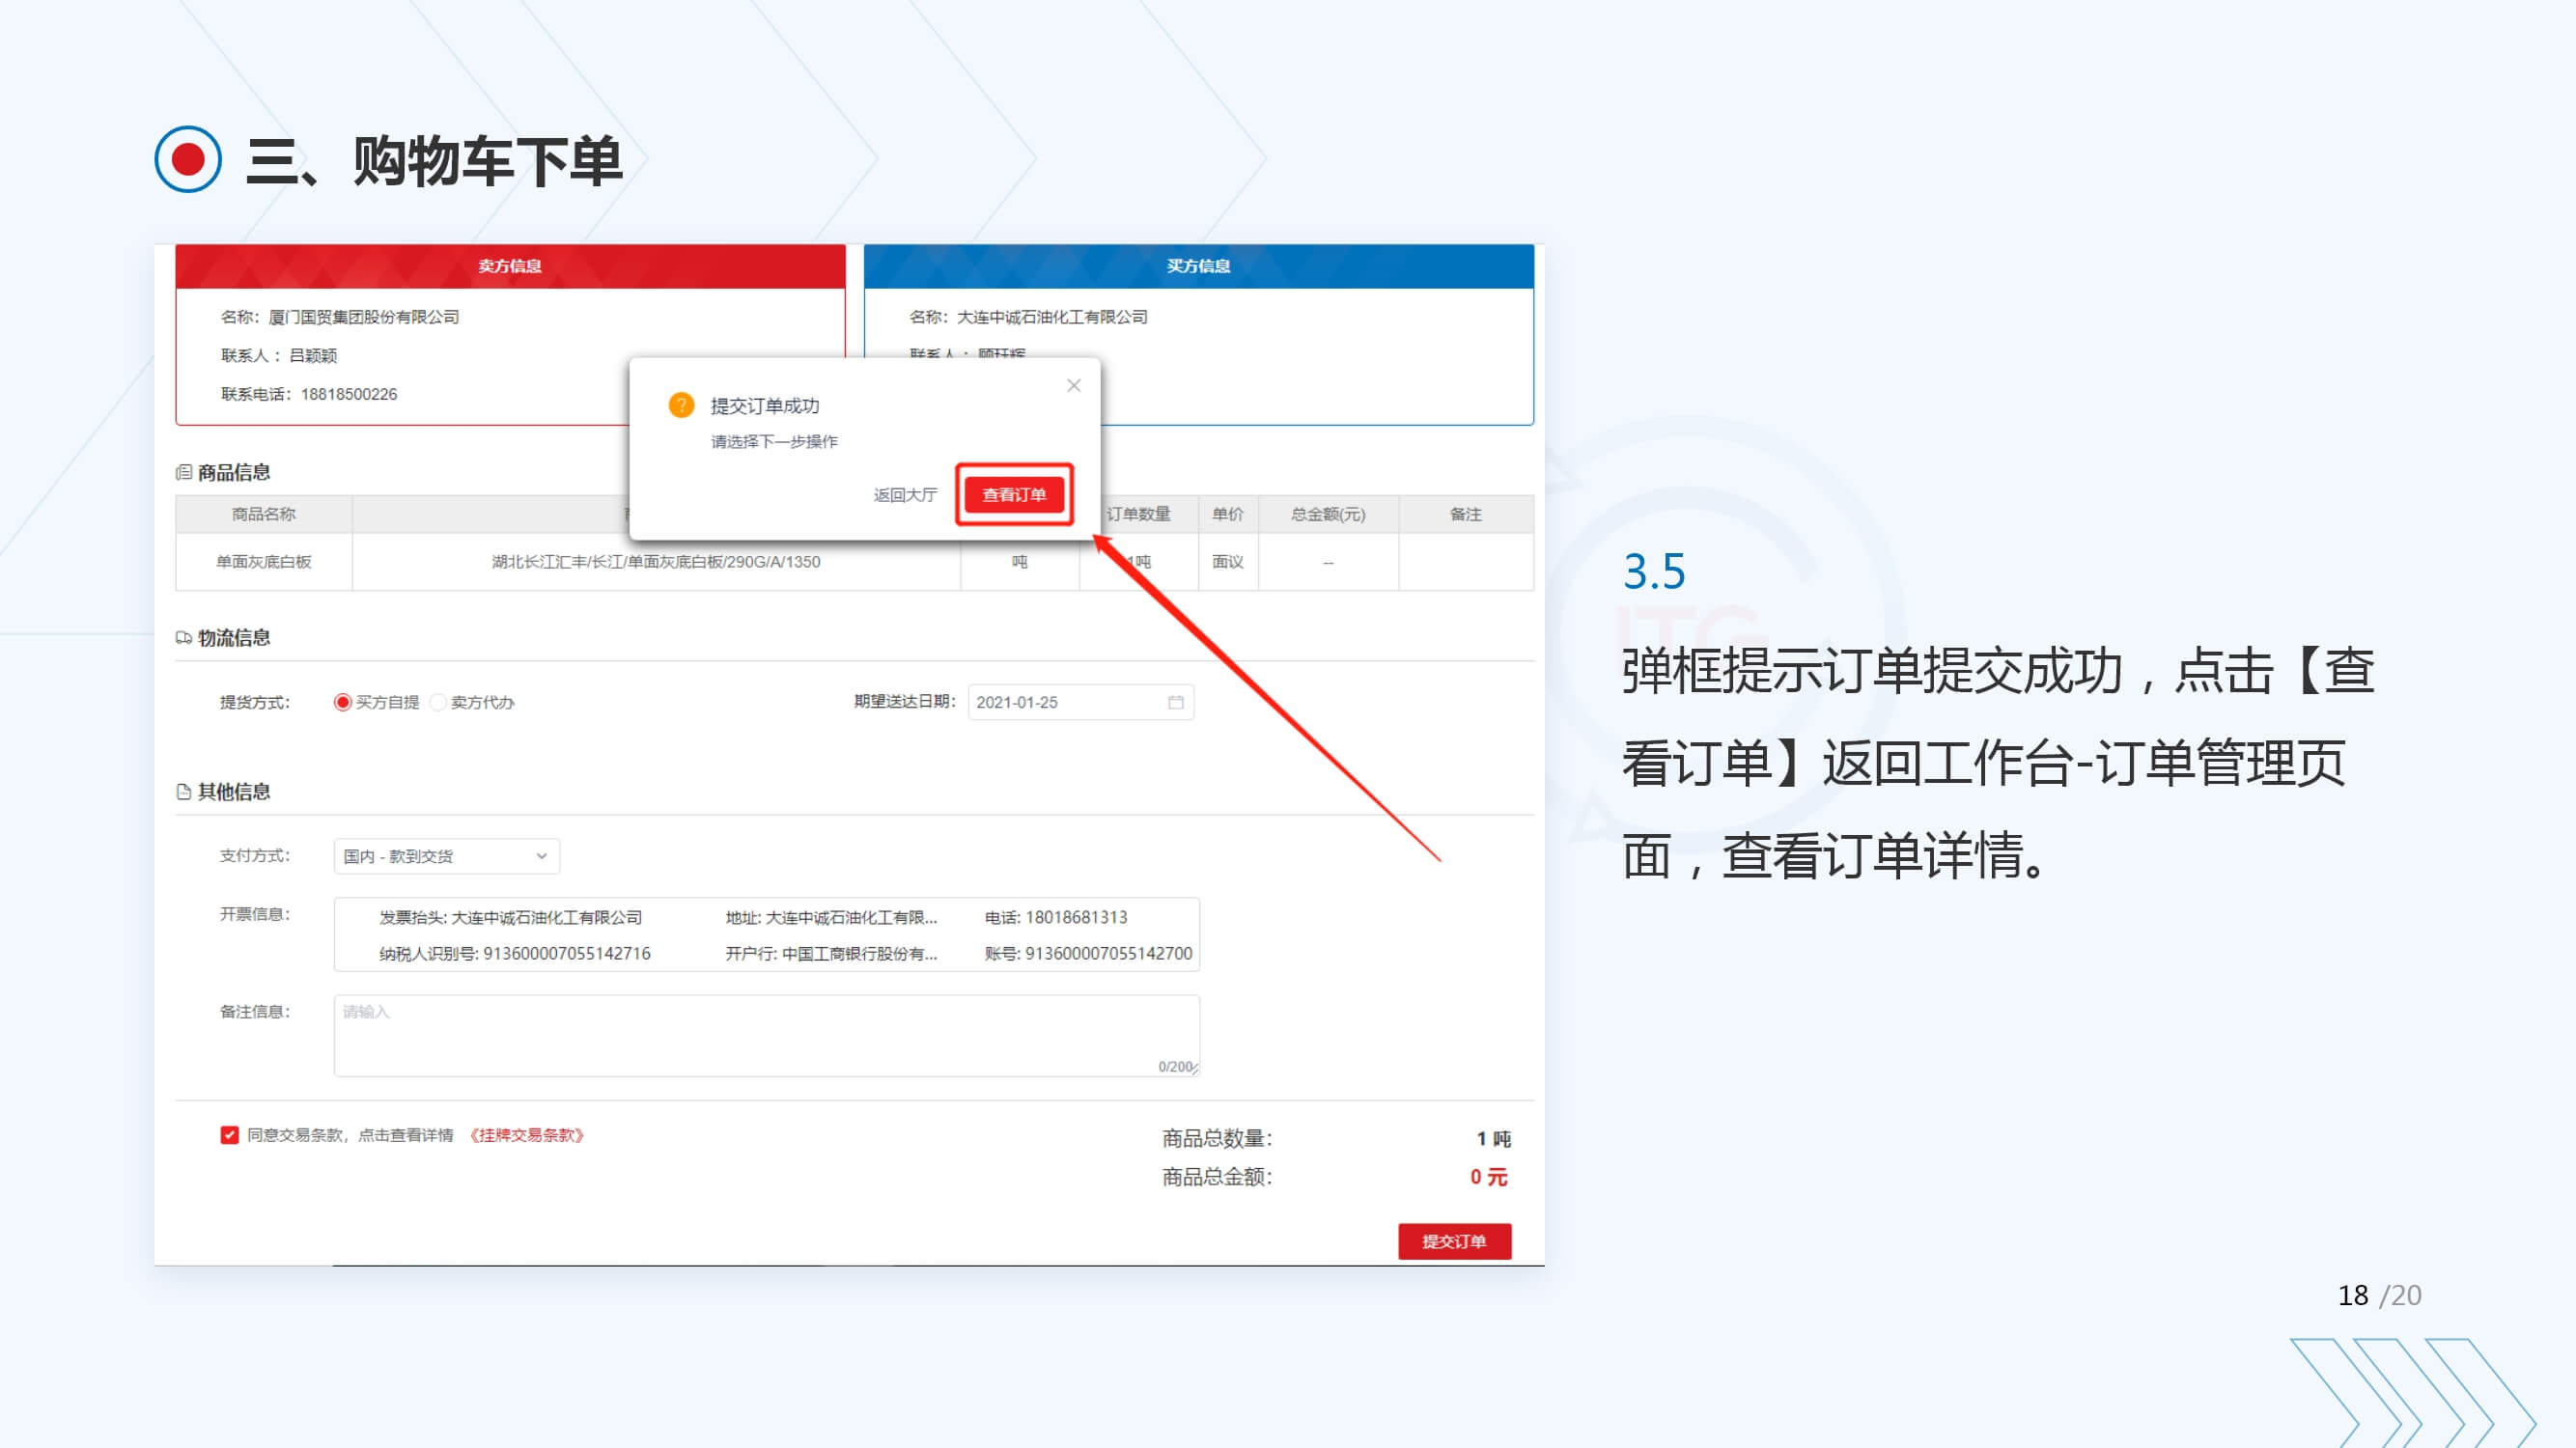 三、购物车下单
卖方信息
名称：厦门国贸集团股份有限公司
联系人：吕颖颖
联系电话：18818500226
买方信息
名称：大连中诚石油化工有限公司
联系人：顾珏辉
?
提交订单成功
请选择下一步操作
返回大厅 查看订单
商品信息
商品名称 订单数量 单价 总金额(元) 备注
单面灰底白板 湖北长江汇丰/长江/单面灰底白板/290G/A/1350 吨 1吨 面议 --
物流信息
提货方式： 买方自提 卖方代办 期望送达日期： 2021-01-25
其他信息
支付方式： 国内 - 款到交货
开票信息： 发票抬头: 大连中诚石油化工有限公司 地址: 大连中诚石油化工有限... 电话: 18018681313
纳税人识别号: 913600007055142716 开户行: 中国工商银行股份有... 账号: 913600007055142700
备注信息： 请输入
0/200
同意交易条款，点击查看详情 《挂牌交易条款》
商品总数量： 1 吨
商品总金额： 0 元
提交订单
ITG
3.5
弹框提示订单提交成功，点击【查
看订单】返回工作台-订单管理页
面，查看订单详情。
18 /20